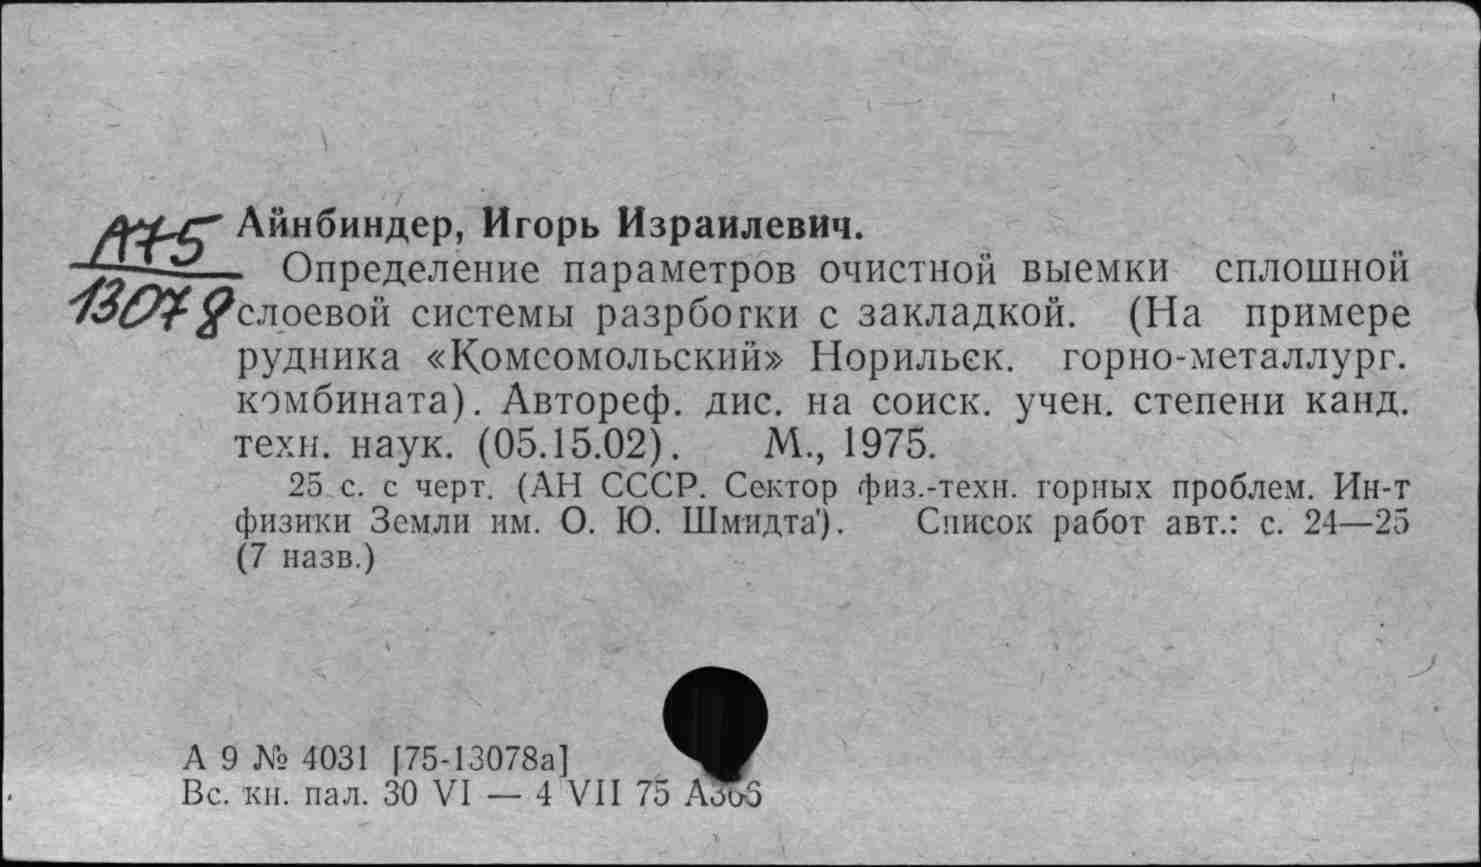 А75
13078
Айнбиндер, Игорь Израилевич.
Определение параметров очистной выемки сплошной
слоевой системы разрботки с закладкой. (На примере
рудника «Комсомольский» Норильск. горно-металлург.
комбината). Автореф. дис. на соиск. учен. степени канд.
техн. наук. (05.15.02). М., 1975.
25 с. с черт. (АН СССР. Сектор физ.-техн. горных проблем. Ин-т
физики Земли им. О. Ю. Шмидта). Список работ авт.: с. 24—25
(7 назв.)
А 9 № 4031 [75-13078а]
Вс. кн. пал. 30 VI — 4 VII 75